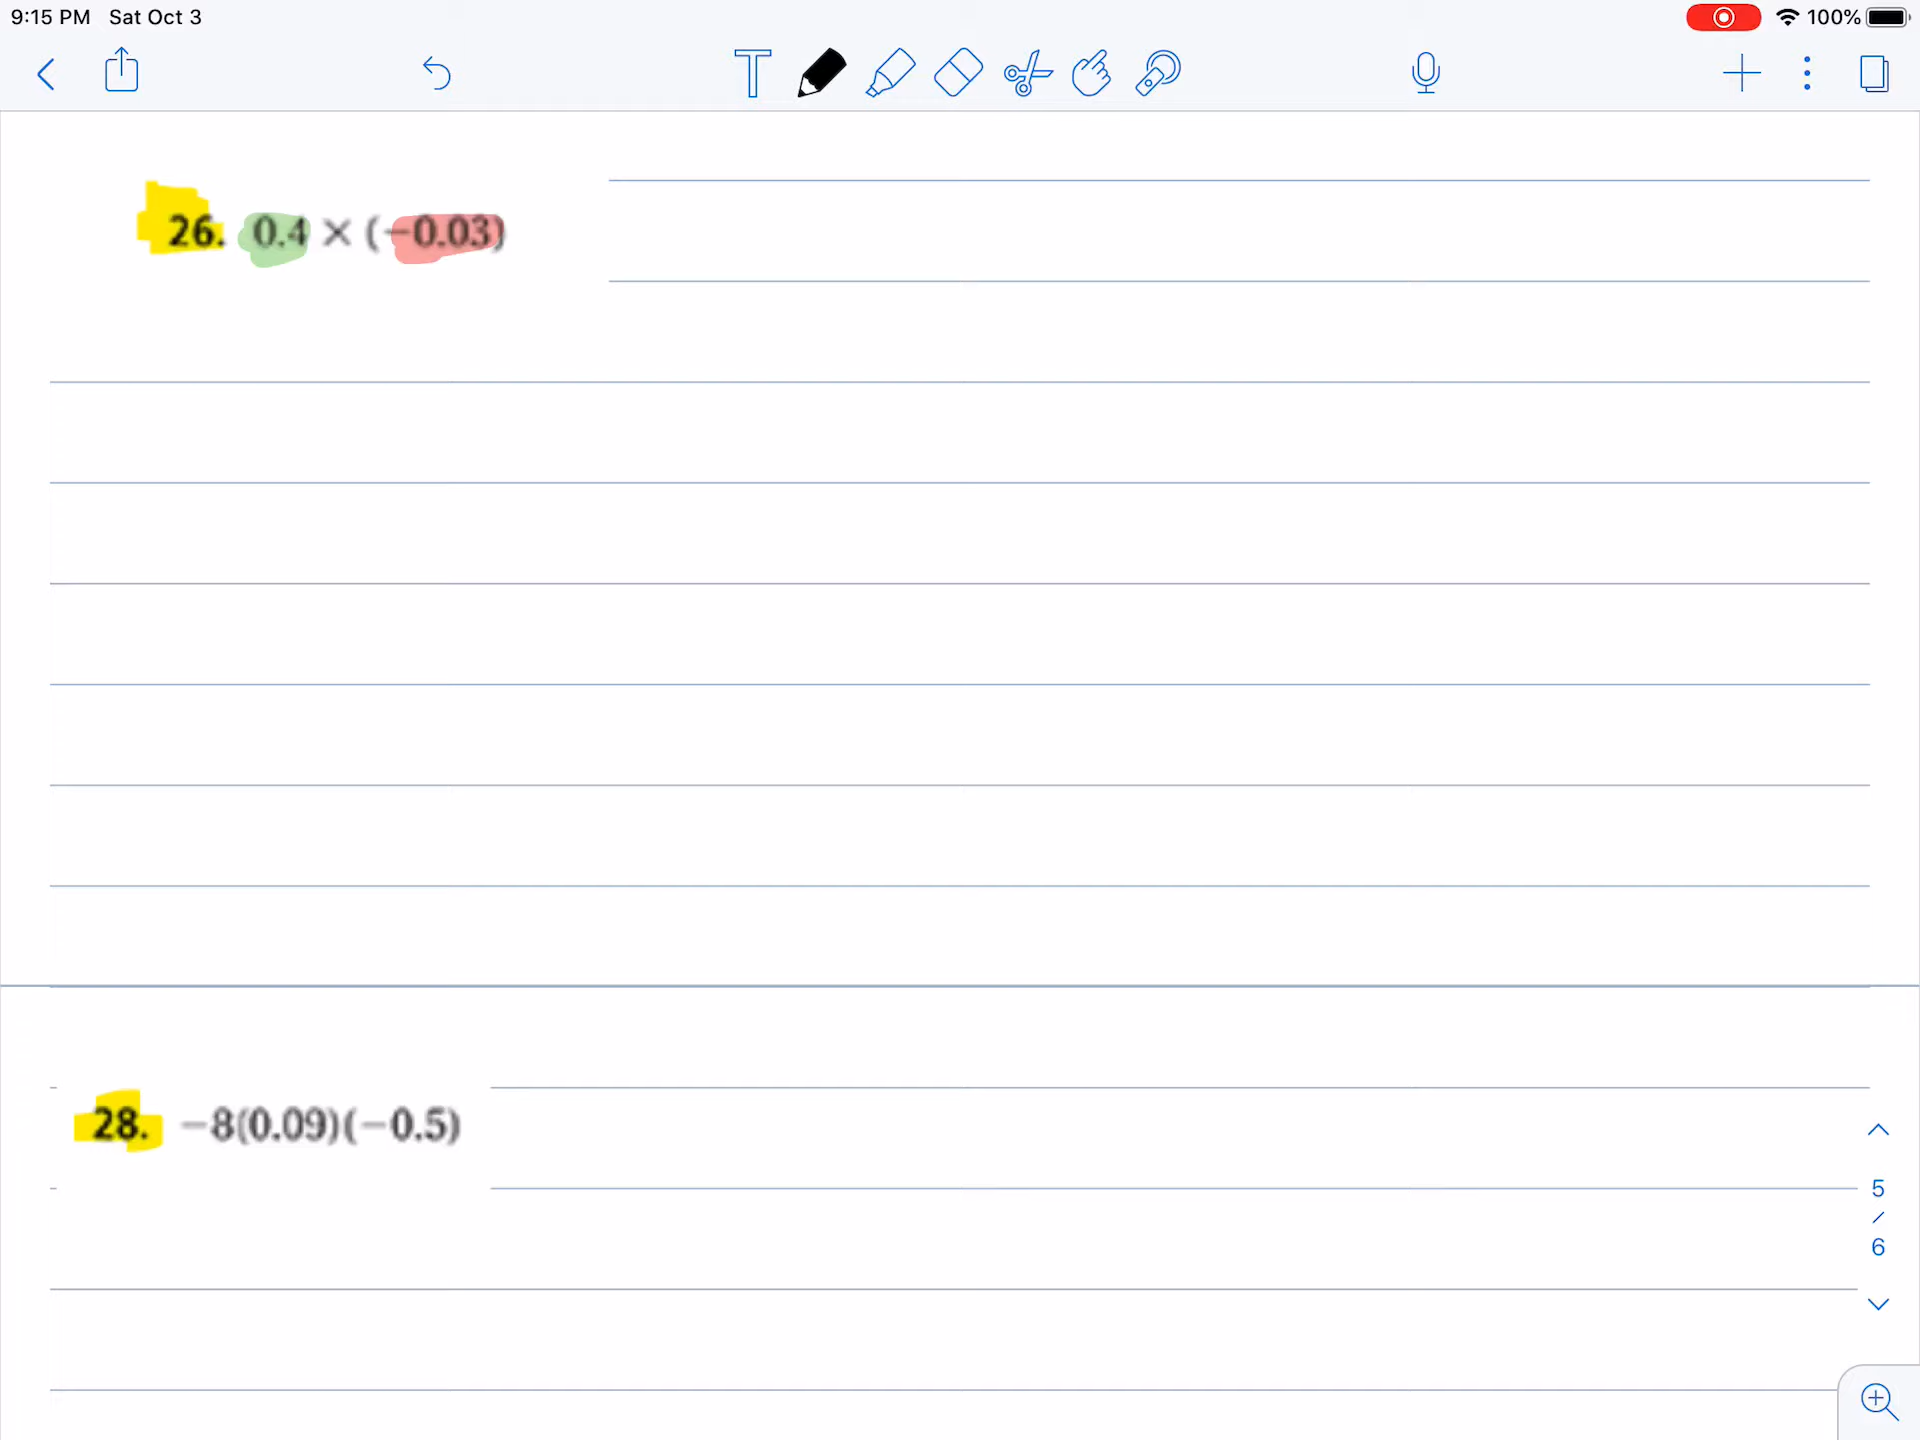 9:15 PM Sat Oct 3
100%
T
26. 0.4 × (−0.03)
28. −8(0.09)(−0.5)
5
/
6